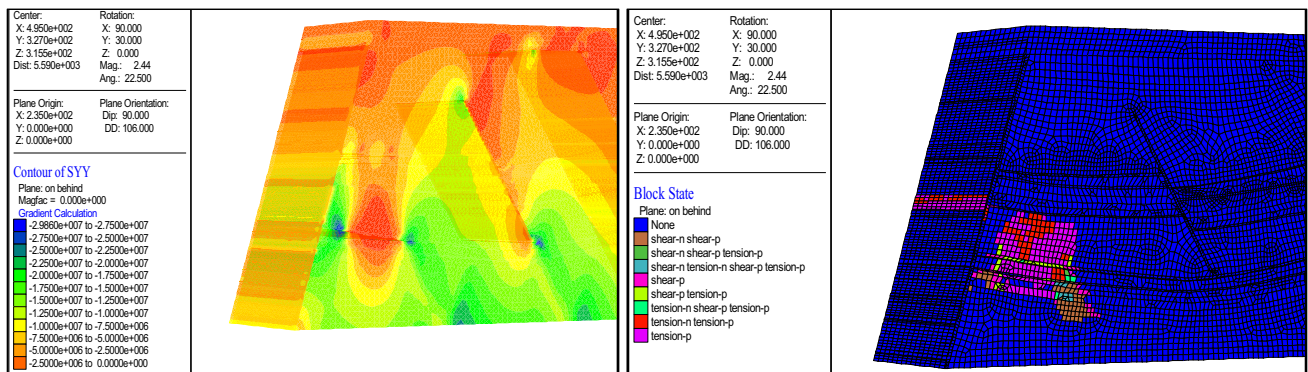 Center: Rotation:
X: 4.950e+002 X: 90.000
Y: 3.270e+002 Y: 30.000
Z: 3.155e+002 Z: 0.000
Dist: 5.590e+003 Mag.: 2.44
Ang.: 22.500
Plane Origin: Plane Orientation:
X: 2.350e+002 Dip: 90.000
Y: 0.000e+000 DD: 106.000
Z: 0.000e+000
Contour of SYY
Plane: on behind
Magfac = 0.000e+000
Gradient Calculation
-2.9860e+007 to -2.7500e+007
-2.7500e+007 to -2.5000e+007
-2.5000e+007 to -2.2500e+007
-2.2500e+007 to -2.0000e+007
-2.0000e+007 to -1.7500e+007
-1.7500e+007 to -1.5000e+007
-1.5000e+007 to -1.2500e+007
-1.2500e+007 to -1.0000e+007
-1.0000e+007 to -7.5000e+006
-7.5000e+006 to -5.0000e+006
-5.0000e+006 to -2.5000e+006
-2.5000e+006 to 0.0000e+000
Center: Rotation:
X: 4.950e+002 X: 90.000
Y: 3.270e+002 Y: 30.000
Z: 3.155e+002 Z: 0.000
Dist: 5.590e+003 Mag.: 2.44
Ang.: 22.500
Plane Origin: Plane Orientation:
X: 2.350e+002 Dip: 90.000
Y: 0.000e+000 DD: 106.000
Z: 0.000e+000
Block State
Plane: on behind
None
shear-n shear-p
shear-n shear-p tension-p
shear-n tension-n shear-p tension-p
shear-p
shear-p tension-p
tension-n shear-p tension-p
tension-n tension-p
tension-p